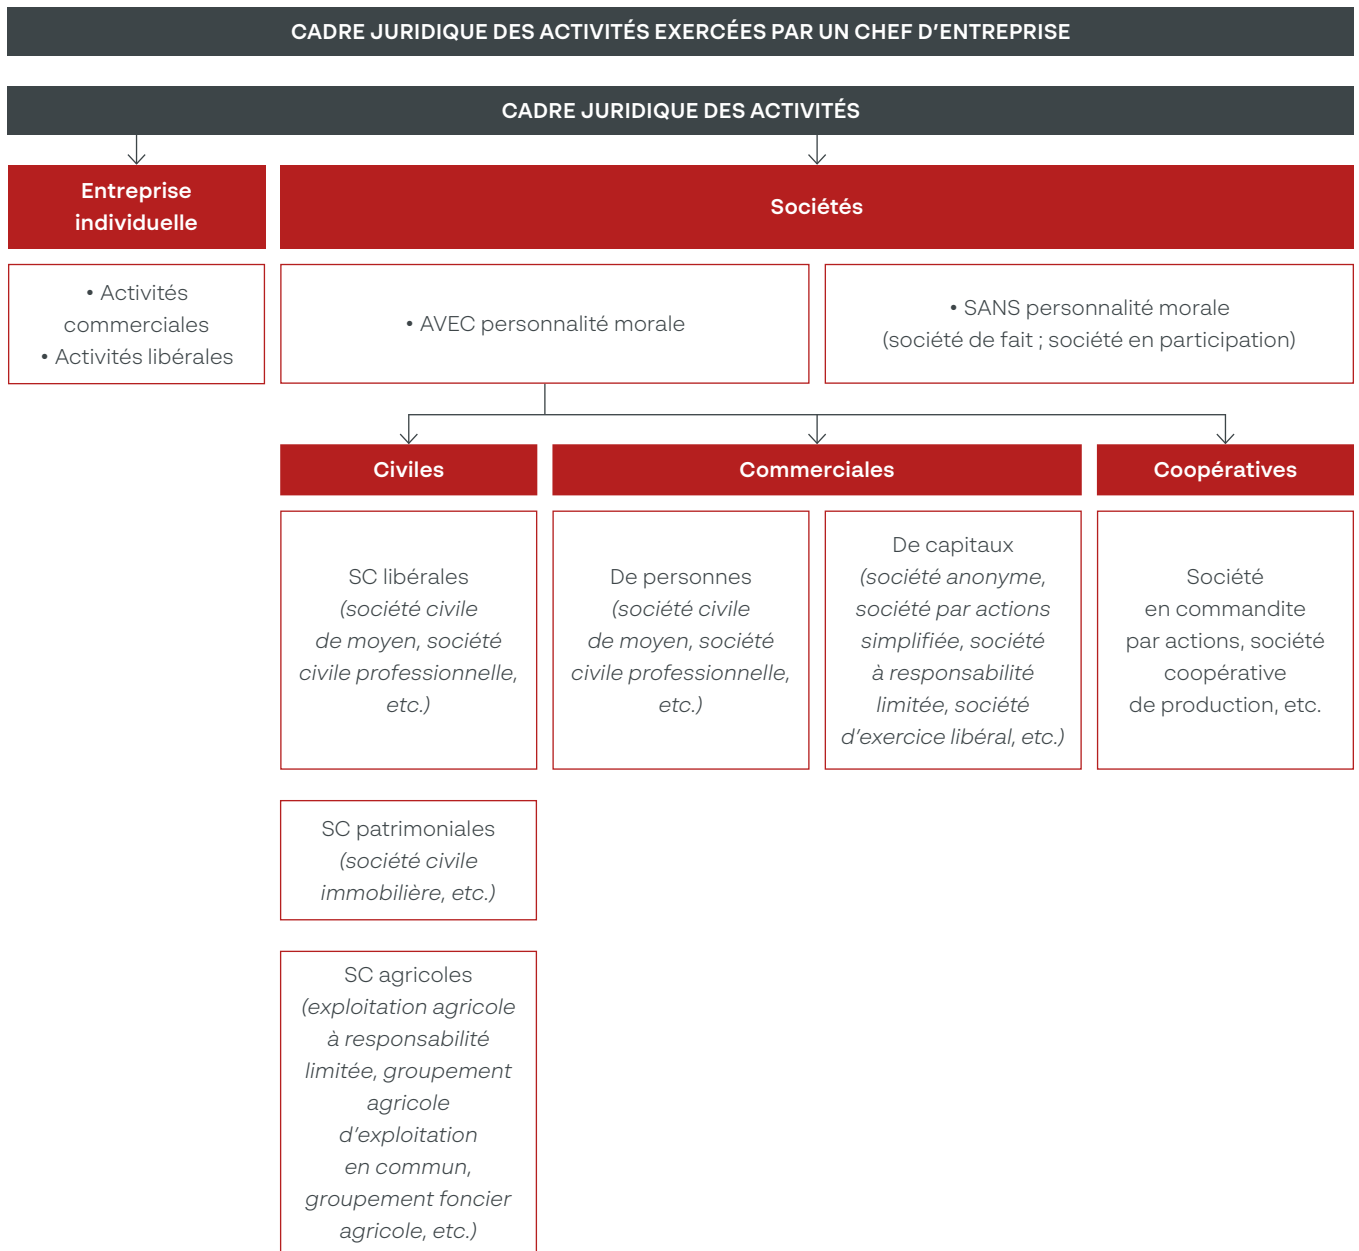 CADRE JURIDIQUE DES ACTIVITÉS EXERCÉES PAR UN CHEF D’ENTREPRISE
CADRE JURIDIQUE DES ACTIVITÉS
Entreprise
individuelle
Sociétés
• Activités
commerciales
• Activités libérales
• AVEC personnalité morale
• SANS personnalité morale
(société de fait ; société en participation)
Civiles
Commerciales
Coopératives
SC libérales
(société civile
de moyen, société
civile professionnelle,
etc.)
De personnes
(société civile
de moyen, société
civile professionnelle,
etc.)
De capitaux
(société anonyme,
société par actions
simplifiée, société
à responsabilité
limitée, société
d’exercice libéral, etc.)
Société
en commandite
par actions, société
coopérative
de production, etc.
SC patrimoniales
(société civile
immobilière, etc.)
SC agricoles
(exploitation agricole
à responsabilité
limitée, groupement
agricole
d’exploitation
en commun,
groupement foncier
agricole, etc.)